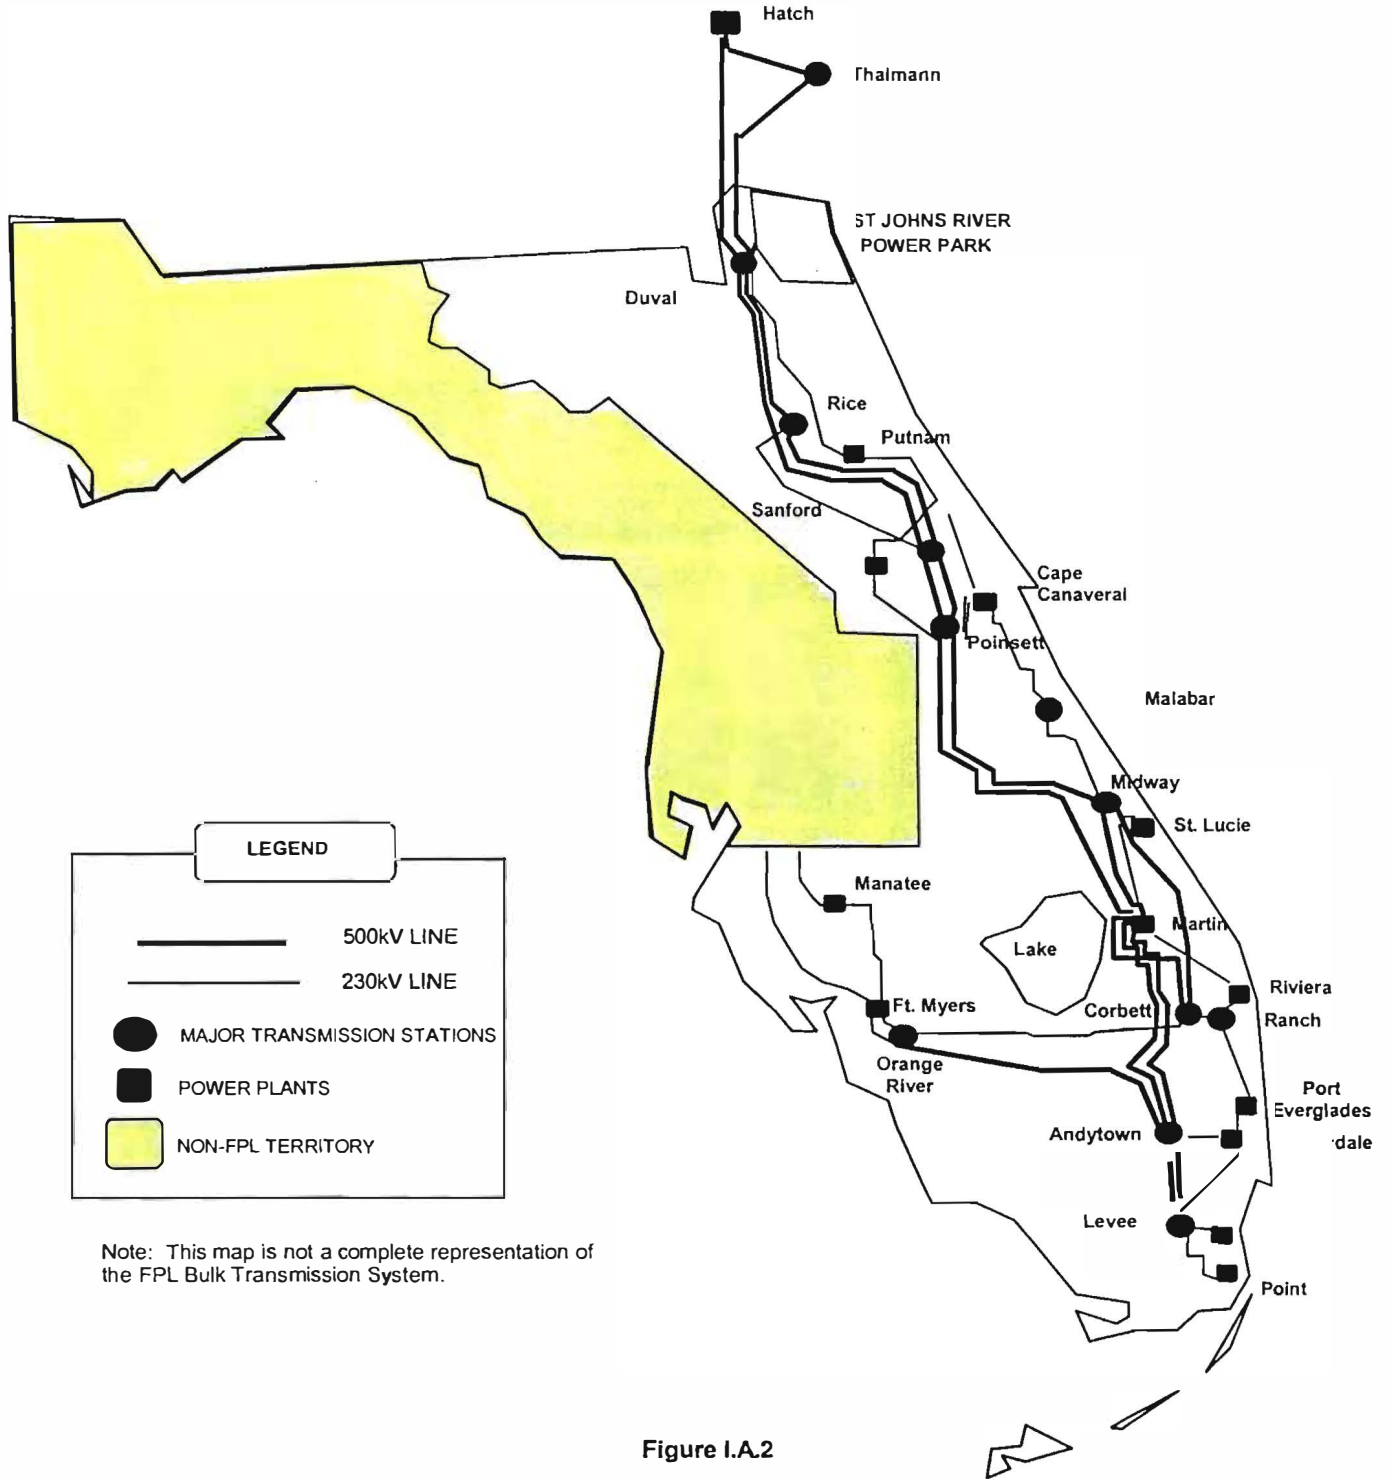 Hatch
Thalmann
ST JOHNS RIVER
POWER PARK
Duval
Rice
Putnam
Sanford
Cape
Canaveral
Poinsett
Malabar
Midway
St. Lucie
LEGEND
500kV LINE
230kV LINE
MAJOR TRANSMISSION STATIONS
POWER PLANTS
NON-FPL TERRITORY
Manatee
Martin
Lake
Riviera
Ft. Myers
Corbett
Ranch
Orange
River
Port
Everglades
Andytown
dale
Levee
Point
Note: This map is not a complete representation of
the FPL Bulk Transmission System.
Figure I.A.2